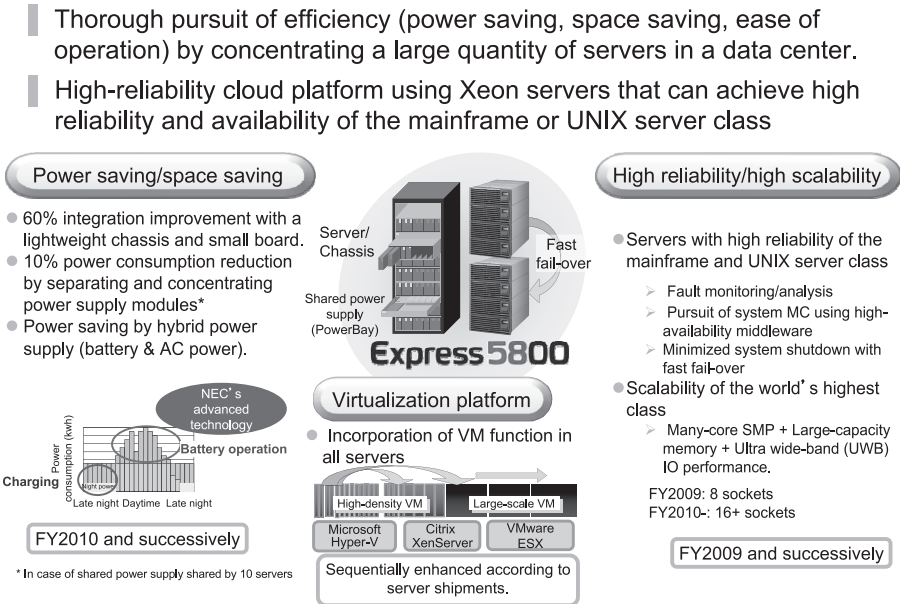 Thorough pursuit of efficiency (power saving, space saving, ease of
operation) by concentrating a large quantity of servers in a data center.
High-reliability cloud platform using Xeon servers that can achieve high
reliability and availability of the mainframe or UNIX server class
Power saving/space saving
60% integration improvement with a
lightweight chassis and small board.
10% power consumption reduction
by separating and concentrating
power supply modules*
Power saving by hybrid power
supply (battery & AC power).
NEC's
advanced
technology
Battery operation
Power
consumption (kwh)
Charging
Night power
Late night Daytime Late night
FY2010 and successively
* In case of shared power supply shared by 10 servers
Server/
Chassis
Shared power
supply
(PowerBay)
Fast
fail-over
Express5800
Virtualization platform
Incorporation of VM function in
all servers
High-density VM
Large-scale VM
Microsoft
Hyper-V
Citrix
XenServer
VMware
ESX
Sequentially enhanced according to
server shipments.
High reliability/high scalability
Servers with high reliability of the
mainframe and UNIX server class
Fault monitoring/analysis
Pursuit of system MC using high-
availability middleware
Minimized system shutdown with
fast fail-over
Scalability of the world's highest
class
Many-core SMP + Large-capacity
memory + Ultra wide-band (UWB)
IO performance.
FY2009: 8 sockets
FY2010-: 16+ sockets
FY2009 and successively